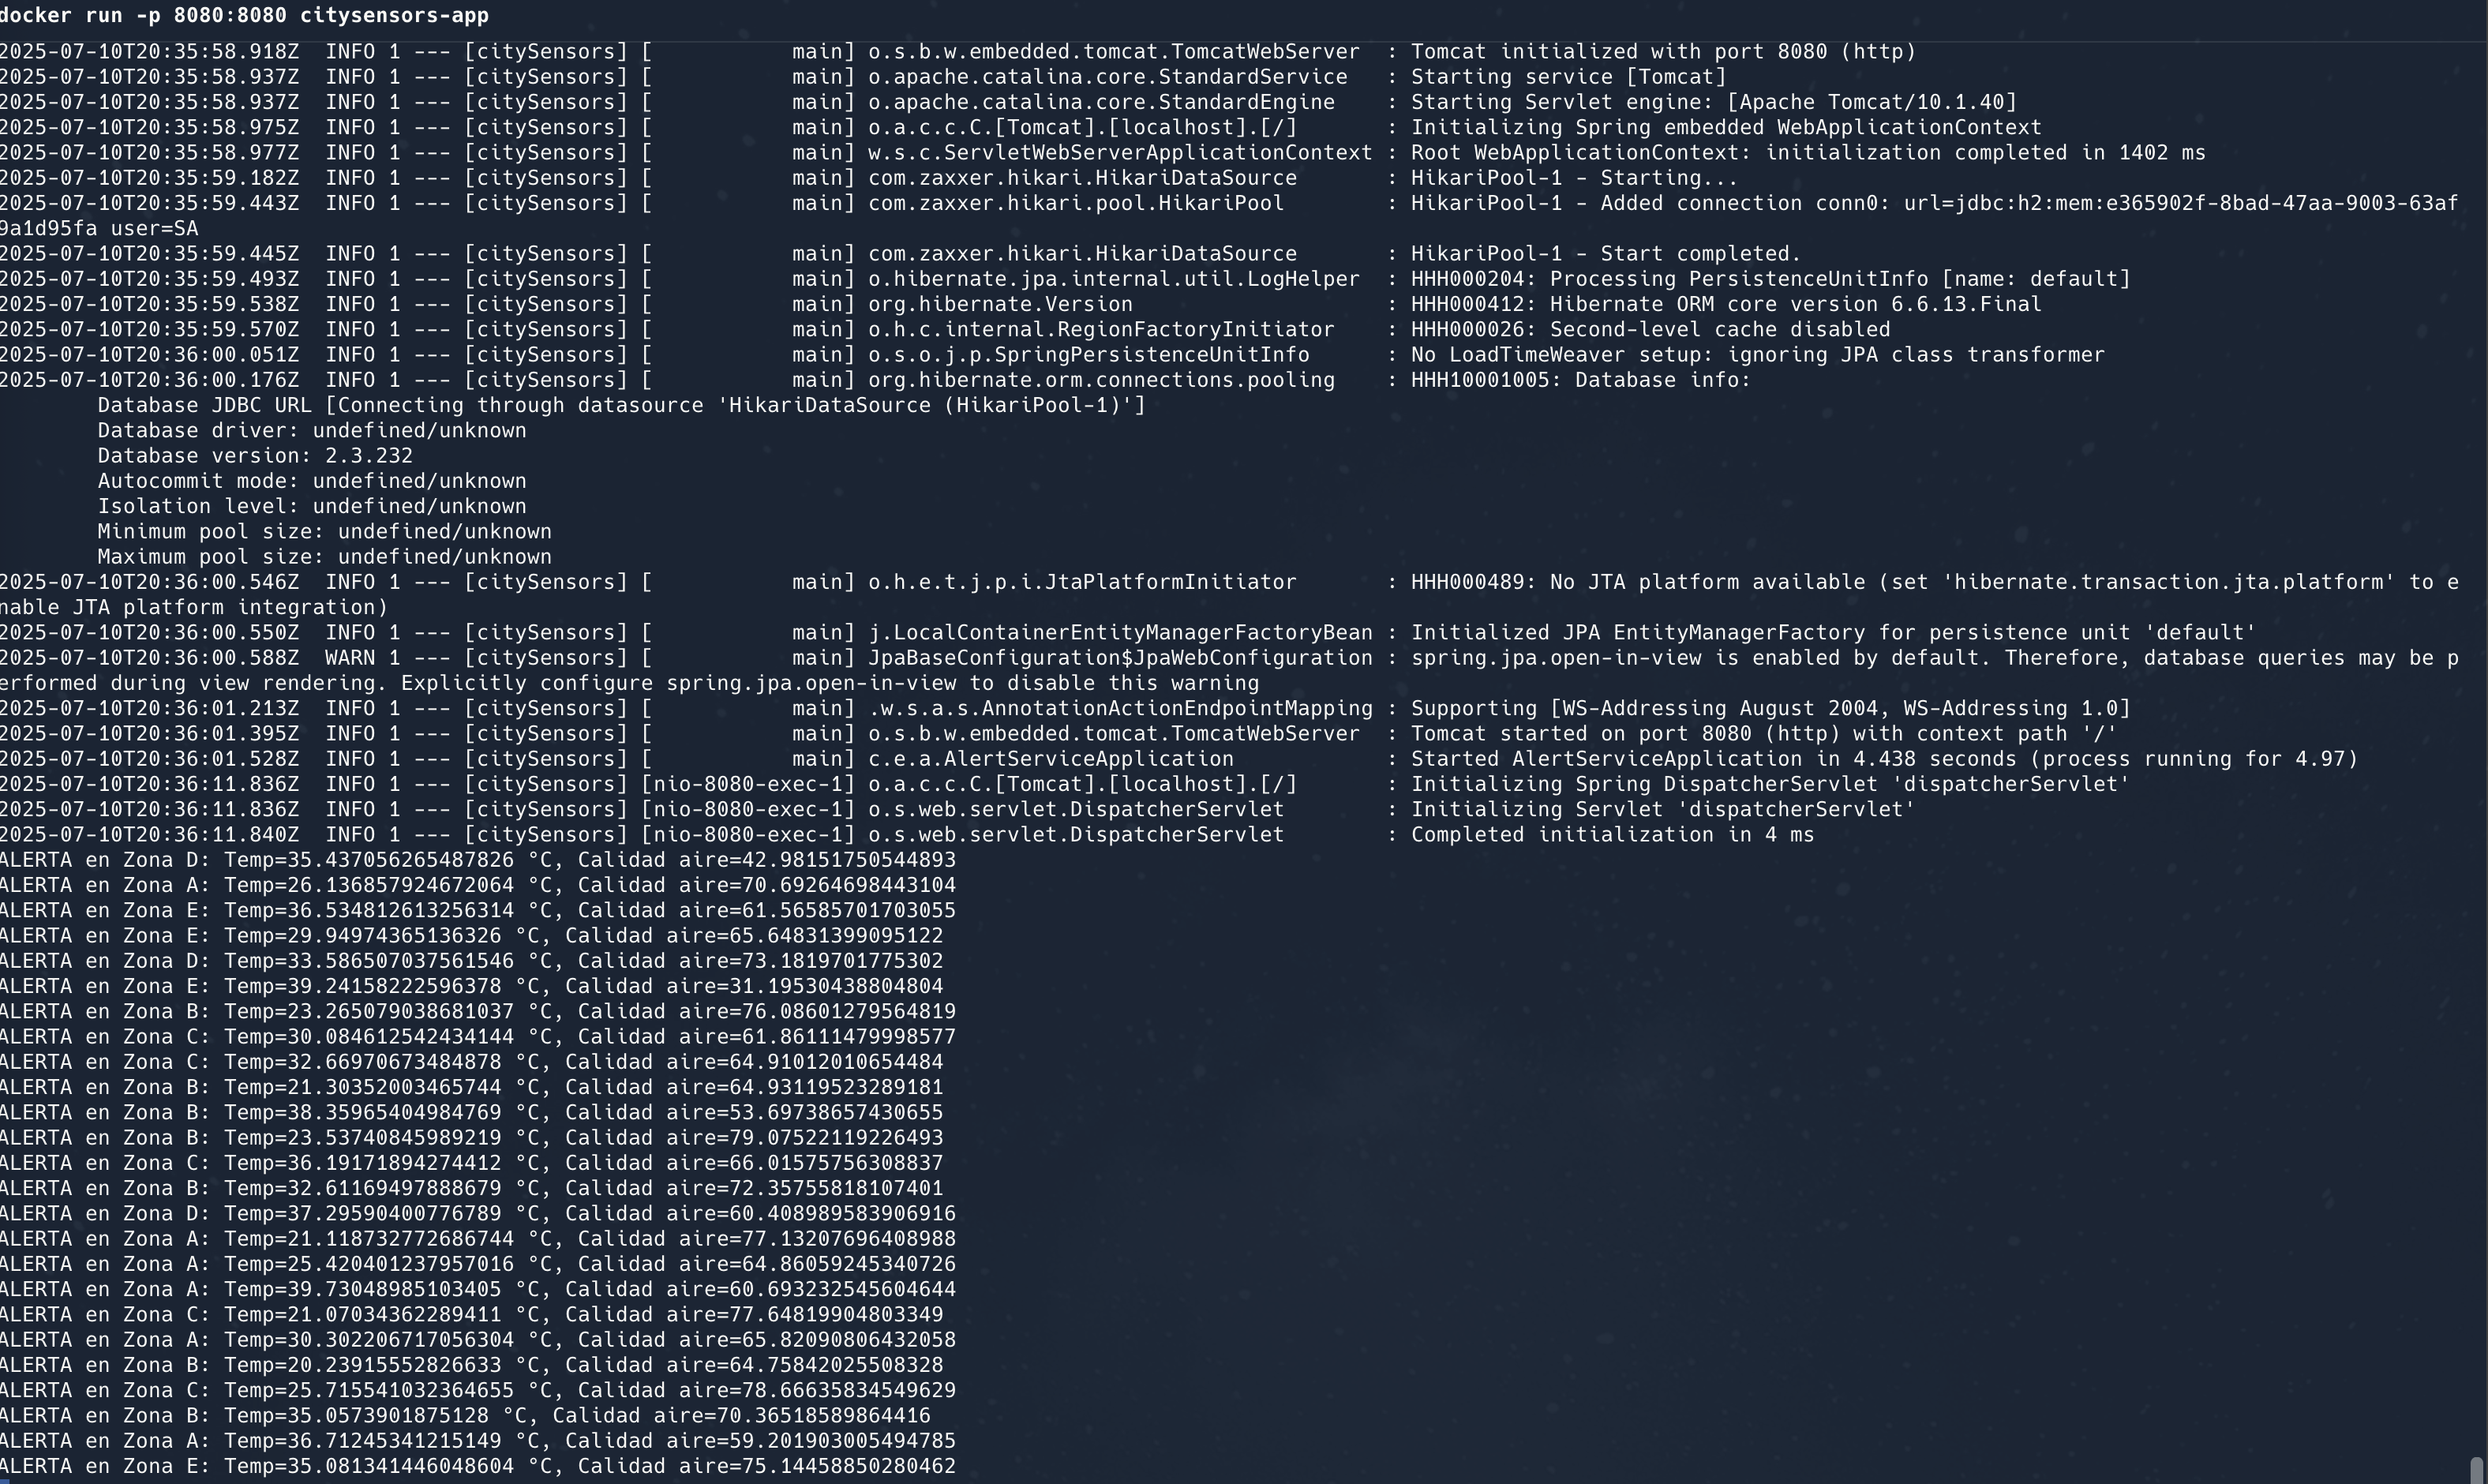 docker run -p 8080:8080 citysensors-app
2025-07-10T20:35:58.918Z  INFO 1 --- [citySensors] [           main] o.s.b.w.embedded.tomcat.TomcatWebServer  : Tomcat initialized with port 8080 (http)
2025-07-10T20:35:58.937Z  INFO 1 --- [citySensors] [           main] o.apache.catalina.core.StandardService   : Starting service [Tomcat]
2025-07-10T20:35:58.937Z  INFO 1 --- [citySensors] [           main] o.apache.catalina.core.StandardEngine    : Starting Servlet engine: [Apache Tomcat/10.1.40]
2025-07-10T20:35:58.975Z  INFO 1 --- [citySensors] [           main] o.a.c.c.C.[Tomcat].[localhost].[/]       : Initializing Spring embedded WebApplicationContext
2025-07-10T20:35:58.977Z  INFO 1 --- [citySensors] [           main] w.s.c.ServletWebServerApplicationContext : Root WebApplicationContext: initialization completed in 1402 ms
2025-07-10T20:35:59.182Z  INFO 1 --- [citySensors] [           main] com.zaxxer.hikari.HikariDataSource       : HikariPool-1 - Starting...
2025-07-10T20:35:59.443Z  INFO 1 --- [citySensors] [           main] com.zaxxer.hikari.pool.HikariPool        : HikariPool-1 - Added connection conn0: url=jdbc:h2:mem:e365902f-8bad-47aa-9003-63af
9a1d95fa user=SA
2025-07-10T20:35:59.445Z  INFO 1 --- [citySensors] [           main] com.zaxxer.hikari.HikariDataSource       : HikariPool-1 - Start completed.
2025-07-10T20:35:59.493Z  INFO 1 --- [citySensors] [           main] o.hibernate.jpa.internal.util.LogHelper  : HHH000204: Processing PersistenceUnitInfo [name: default]
2025-07-10T20:35:59.538Z  INFO 1 --- [citySensors] [           main] org.hibernate.Version                    : HHH000412: Hibernate ORM core version 6.6.13.Final
2025-07-10T20:35:59.570Z  INFO 1 --- [citySensors] [           main] o.h.c.internal.RegionFactoryInitiator    : HHH000026: Second-level cache disabled
2025-07-10T20:36:00.051Z  INFO 1 --- [citySensors] [           main] o.s.o.j.p.SpringPersistenceUnitInfo      : No LoadTimeWeaver setup: ignoring JPA class transformer
2025-07-10T20:36:00.176Z  INFO 1 --- [citySensors] [           main] org.hibernate.orm.connections.pooling    : HHH10001005: Database info:
        Database JDBC URL [Connecting through datasource 'HikariDataSource (HikariPool-1)']
        Database driver: undefined/unknown
        Database version: 2.3.232
        Autocommit mode: undefined/unknown
        Isolation level: undefined/unknown
        Minimum pool size: undefined/unknown
        Maximum pool size: undefined/unknown
2025-07-10T20:36:00.546Z  INFO 1 --- [citySensors] [           main] o.h.e.t.j.p.i.JtaPlatformInitiator       : HHH000489: No JTA platform available (set 'hibernate.transaction.jta.platform' to e
nable JTA platform integration)
2025-07-10T20:36:00.550Z  INFO 1 --- [citySensors] [           main] j.LocalContainerEntityManagerFactoryBean : Initialized JPA EntityManagerFactory for persistence unit 'default'
2025-07-10T20:36:00.588Z  WARN 1 --- [citySensors] [           main] JpaBaseConfiguration$JpaWebConfiguration : spring.jpa.open-in-view is enabled by default. Therefore, database queries may be p
erformed during view rendering. Explicitly configure spring.jpa.open-in-view to disable this warning
2025-07-10T20:36:01.213Z  INFO 1 --- [citySensors] [           main] .w.s.a.s.AnnotationActionEndpointMapping : Supporting [WS-Addressing August 2004, WS-Addressing 1.0]
2025-07-10T20:36:01.395Z  INFO 1 --- [citySensors] [           main] o.s.b.w.embedded.tomcat.TomcatWebServer  : Tomcat started on port 8080 (http) with context path '/'
2025-07-10T20:36:01.528Z  INFO 1 --- [citySensors] [           main] c.e.a.AlertServiceApplication            : Started AlertServiceApplication in 4.438 seconds (process running for 4.97)
2025-07-10T20:36:11.836Z  INFO 1 --- [citySensors] [nio-8080-exec-1] o.a.c.c.C.[Tomcat].[localhost].[/]       : Initializing Spring DispatcherServlet 'dispatcherServlet'
2025-07-10T20:36:11.836Z  INFO 1 --- [citySensors] [nio-8080-exec-1] o.s.web.servlet.DispatcherServlet        : Initializing Servlet 'dispatcherServlet'
2025-07-10T20:36:11.840Z  INFO 1 --- [citySensors] [nio-8080-exec-1] o.s.web.servlet.DispatcherServlet        : Completed initialization in 4 ms
ALERTA en Zona D: Temp=35.437056265487826 °C, Calidad aire=42.98151750544893
ALERTA en Zona A: Temp=26.136857924672064 °C, Calidad aire=70.69264698443104
ALERTA en Zona E: Temp=36.534812613256314 °C, Calidad aire=61.56585701703055
ALERTA en Zona E: Temp=29.94974365136326 °C, Calidad aire=65.64831399095122
ALERTA en Zona D: Temp=33.586507037561546 °C, Calidad aire=73.1819701775302
ALERTA en Zona E: Temp=39.24158222596378 °C, Calidad aire=31.19530438804804
ALERTA en Zona B: Temp=23.265079038681037 °C, Calidad aire=76.08601279564819
ALERTA en Zona C: Temp=30.084612542434144 °C, Calidad aire=61.86111479998577
ALERTA en Zona C: Temp=32.66970673484878 °C, Calidad aire=64.91012010654484
ALERTA en Zona B: Temp=21.30352003465744 °C, Calidad aire=64.93119523289181
ALERTA en Zona B: Temp=38.35965404984769 °C, Calidad aire=53.69738657430655
ALERTA en Zona B: Temp=23.53740845989219 °C, Calidad aire=79.07522119226493
ALERTA en Zona C: Temp=36.19171894274412 °C, Calidad aire=66.01575756308837
ALERTA en Zona B: Temp=32.61169497888679 °C, Calidad aire=72.35755818107401
ALERTA en Zona D: Temp=37.29590400776789 °C, Calidad aire=60.408989583906916
ALERTA en Zona A: Temp=21.118732772686744 °C, Calidad aire=77.13207696408988
ALERTA en Zona A: Temp=25.420401237957016 °C, Calidad aire=64.86059245340726
ALERTA en Zona A: Temp=39.73048985103405 °C, Calidad aire=60.693232545604644
ALERTA en Zona C: Temp=21.07034362289411 °C, Calidad aire=77.64819904803349
ALERTA en Zona A: Temp=30.302206717056304 °C, Calidad aire=65.82090806432058
ALERTA en Zona B: Temp=20.23915552826633 °C, Calidad aire=64.75842025508328
ALERTA en Zona C: Temp=25.715541032364655 °C, Calidad aire=78.66635834549629
ALERTA en Zona B: Temp=35.0573901875128 °C, Calidad aire=70.36518589864416
ALERTA en Zona A: Temp=36.71245341215149 °C, Calidad aire=59.201903005494785
ALERTA en Zona E: Temp=35.081341446048604 °C, Calidad aire=75.14458850280462